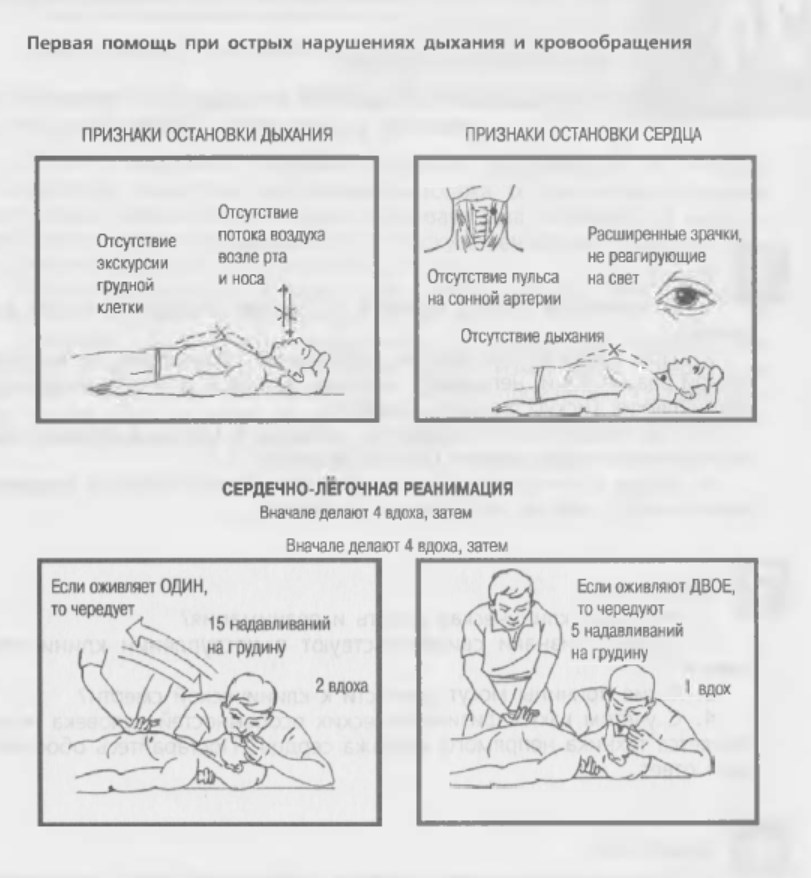 Первая помощь при острых нарушениях дыхания и кровообращения
ПРИЗНАКИ ОСТАНОВКИ ДЫХАНИЯ
Отсутствие
экскурсии
грудной
клетки
Отсутствие
потока воздуха
возле рта
и носа
ПРИЗНАКИ ОСТАНОВКИ СЕРДЦА
Отсутствие пульса
на сонной артерии
Расширенные зрачки,
не реагирующие
на свет
Отсутствие дыхания
СЕРДЕЧНО-ЛЁГОЧНАЯ РЕАНИМАЦИЯ
Вначале делают 4 вдоха, затем
Вначале делают 4 вдоха, затем
Если оживляет ОДИН,
то чередует
15 надавливаний
на грудину
2 вдоха
Если оживляют ДВОЕ,
то чередуют
5 надавливаний
на грудину
1 вдох